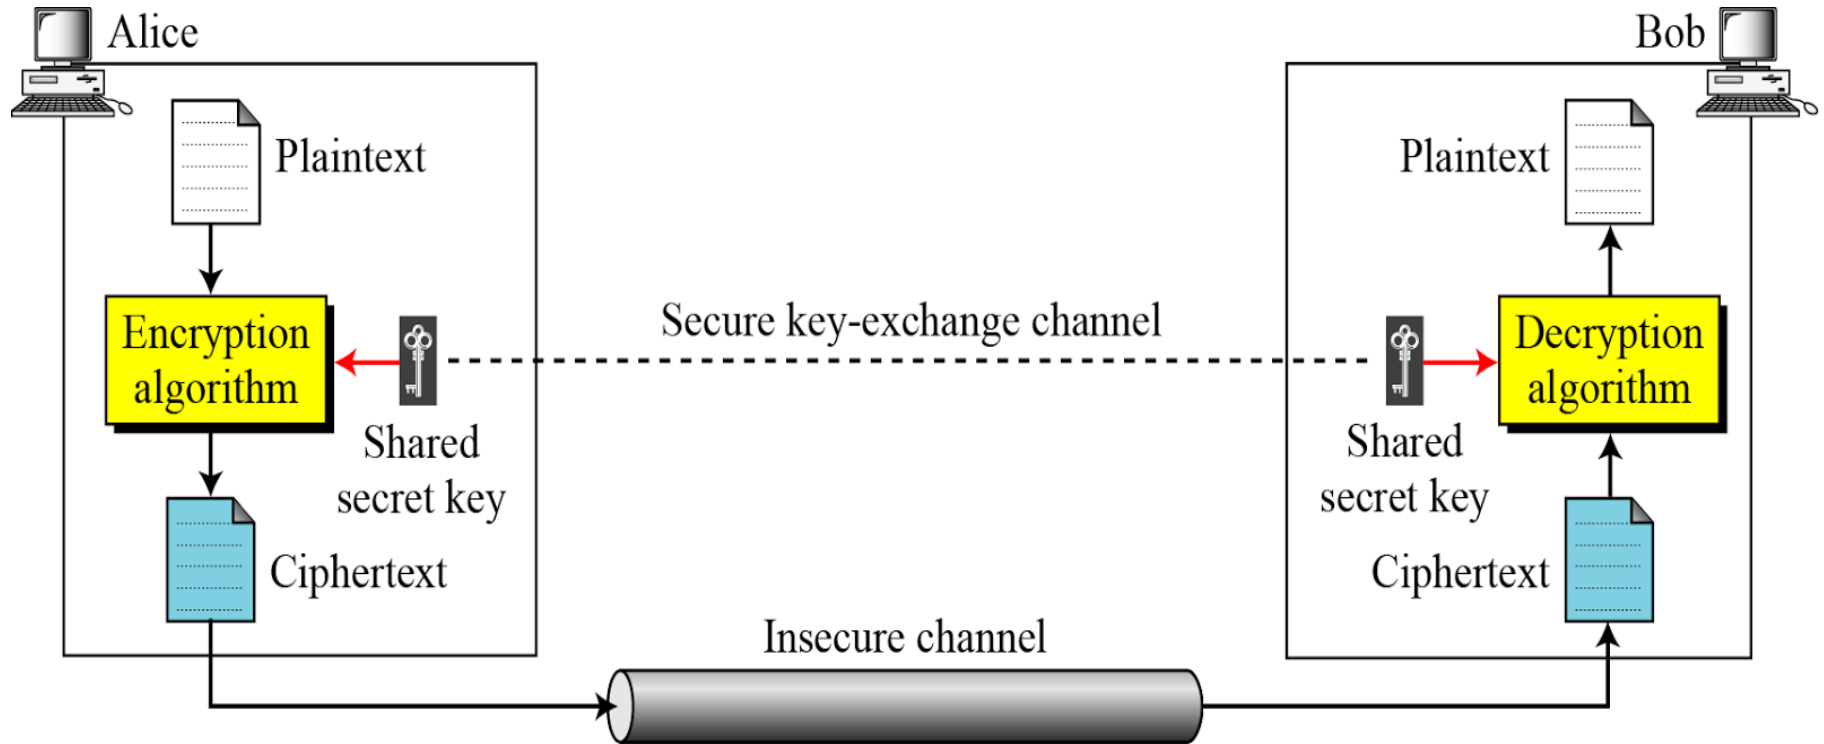 Alice
Bob
Plaintext
Plaintext
Encryption
algorithm
Secure key-exchange channel
Decryption
algorithm
Shared
secret key
Shared
secret key
Ciphertext
Ciphertext
Insecure channel